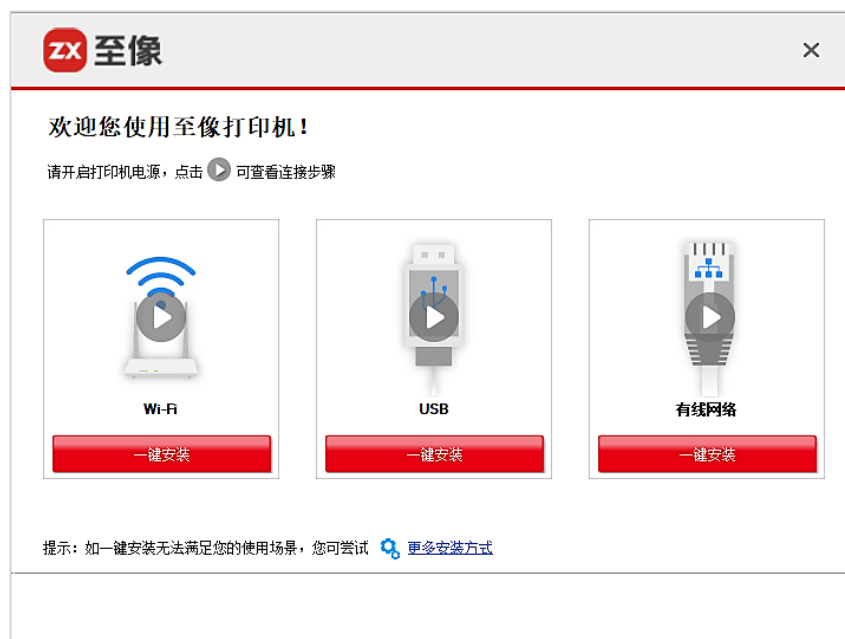 ZX 至像
欢迎您使用至像打印机！
请开启打印机电源，点击 可查看连接步骤
Wi-Fi
一键安装
USB
一键安装
有线网络
一键安装
提示：如一键安装无法满足您的使用场景，您可尝试 更多安装方式